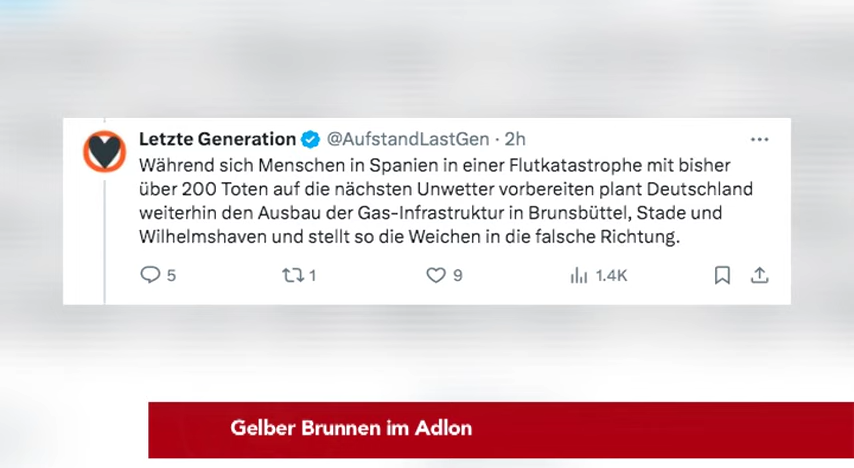 Letzte Generation @AufstandLastGen · 2h
Während sich Menschen in Spanien in einer Flutkatastrophe mit bisher
über 200 Toten auf die nächsten Unwetter vorbereiten plant Deutschland
weiterhin den Ausbau der Gas-Infrastruktur in Brunsbüttel, Stade und
Wilhelmshaven und stellt so die Weichen in die falsche Richtung.
5 1 9 1.4K
Gelber Brunnen im Adlon